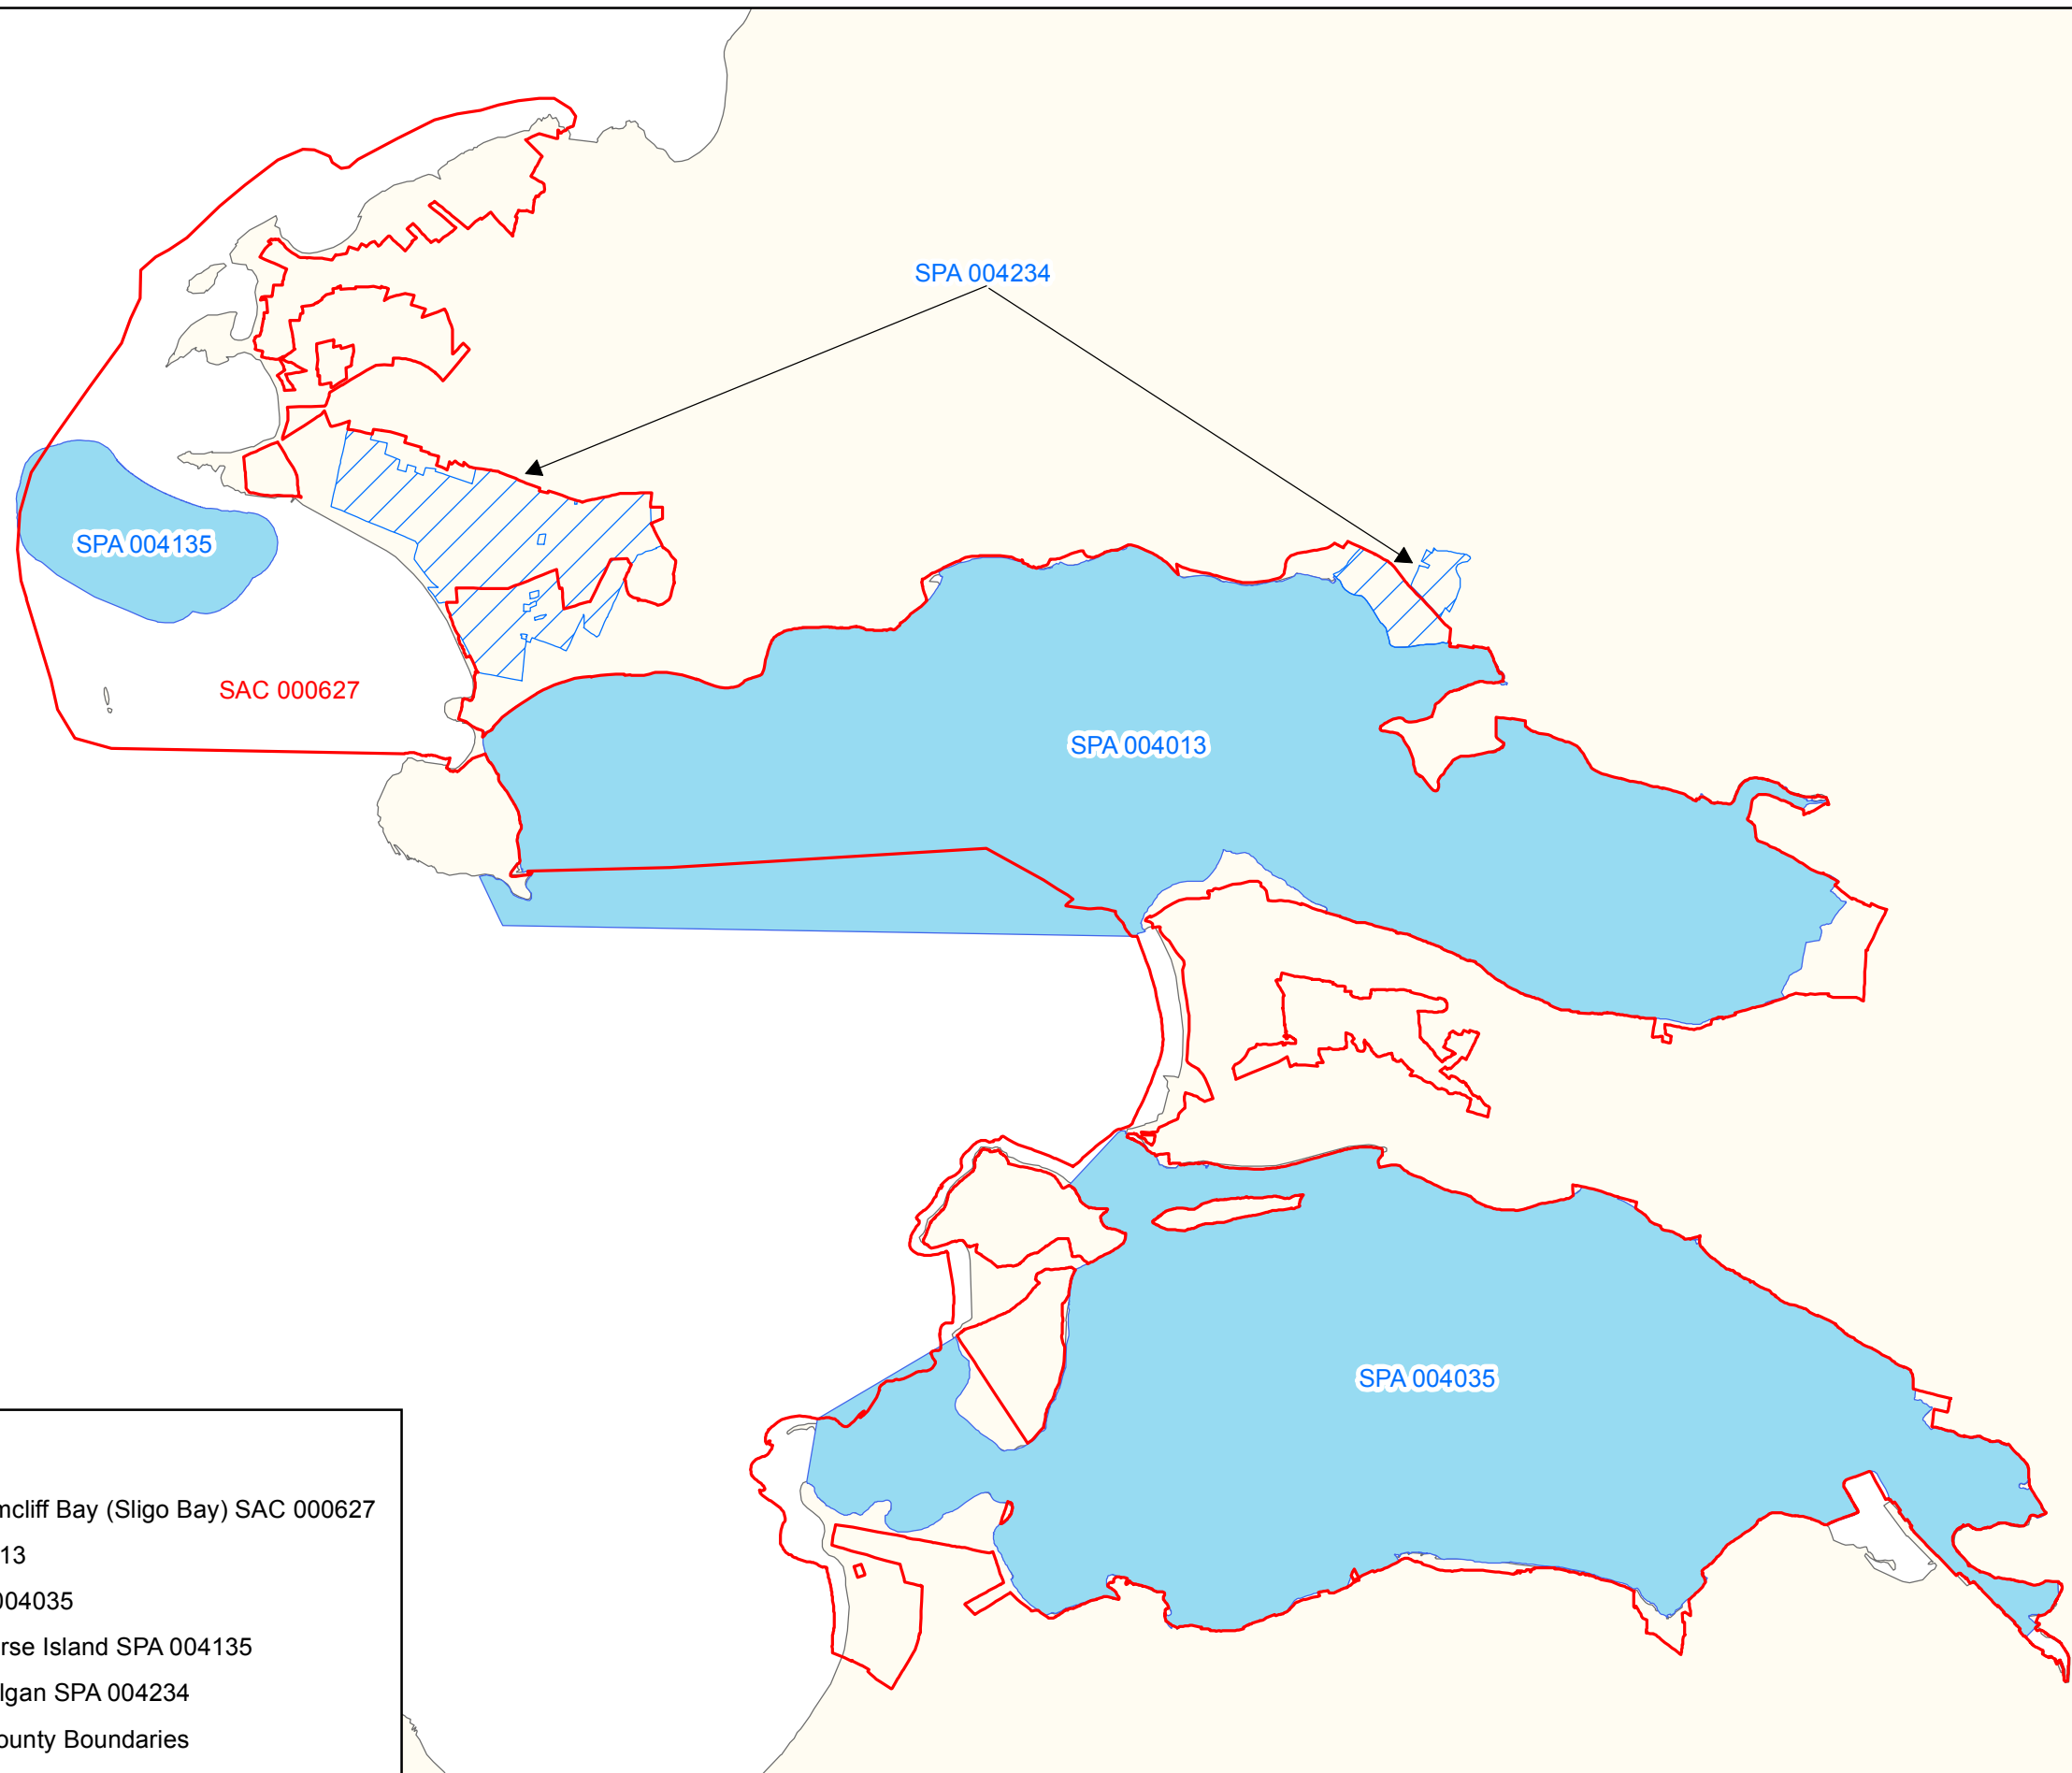 SPA 004234
SPA 004135
SAC 000627
SPA 004013
SPA 004035
mcliff Bay (Sligo Bay) SAC 000627
13
004035
rse Island SPA 004135
lgan SPA 004234
ounty Boundaries